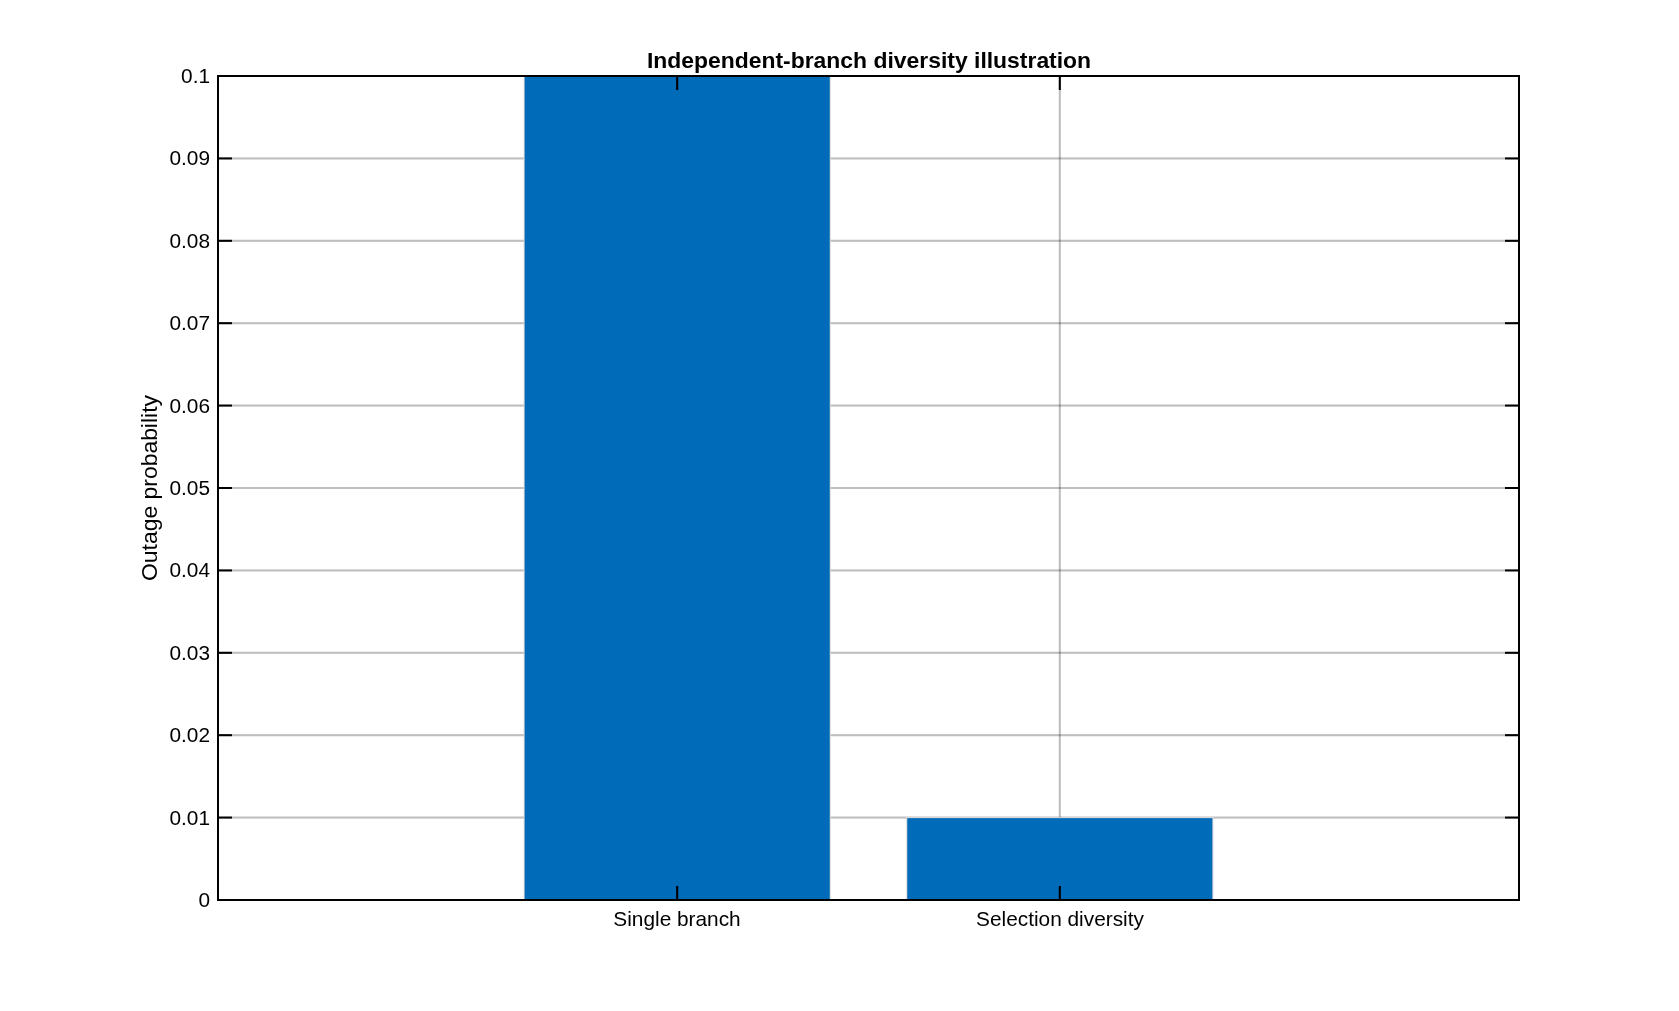 Independent-branch diversity illustration
Outage probability
0.1
0.09
0.08
0.07
0.06
0.05
0.04
0.03
0.02
0.01
0
Single branch
Selection diversity